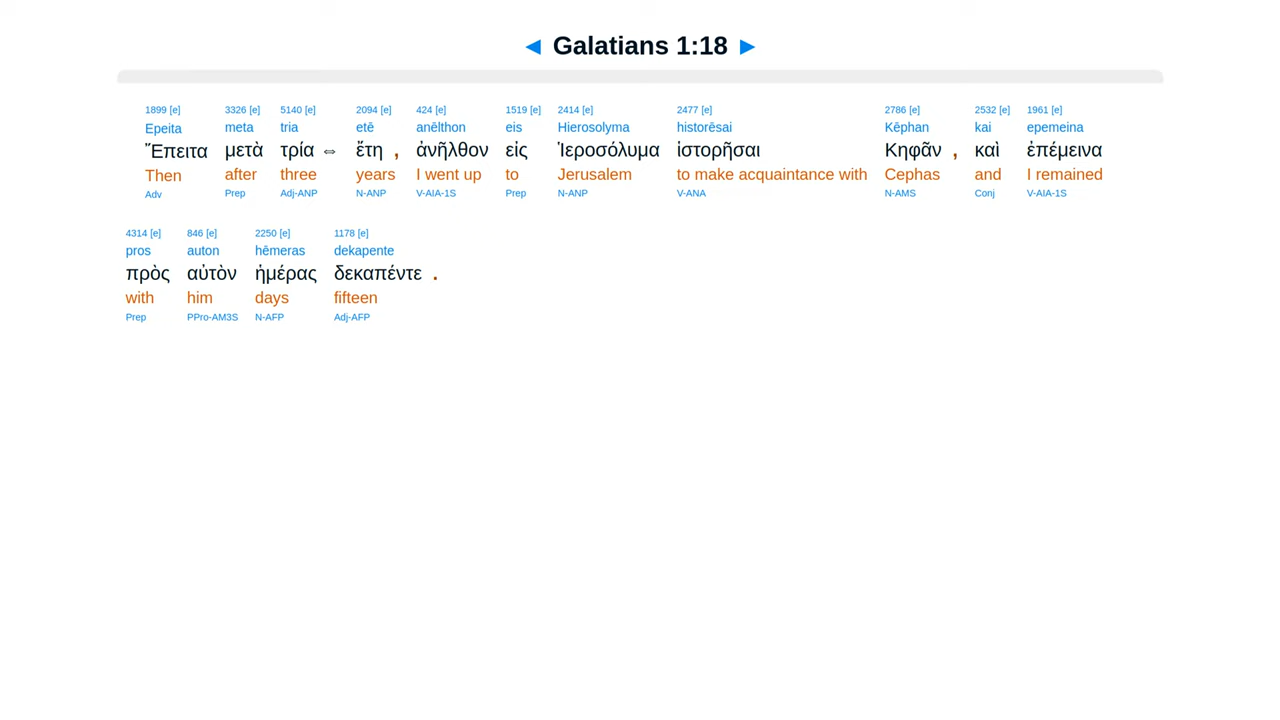 ◄ Galatians 1:18 ►
1899 [e] 3326 [e] 5140 [e] 2094 [e] 424 [e] 1519 [e] 2414 [e] 2477 [e] 2786 [e] 2532 [e] 1961 [e]
Epeita meta tria etē anēlthon eis Hierosolyma historēsai Kēphan kai epemeina
Ἔπειτα μετὰ τρία ⇔ ἔτη , ἀνῆλθον εἰς Ἱεροσόλυμα ἱστορῆσαι Κηφᾶν , καὶ ἐπέμεινα
Then after three years I went up to Jerusalem to make acquaintance with Cephas and I remained
Adv Prep Adj-ANP N-ANP V-AIA-1S Prep N-ANP V-ANA N-AMS Conj V-AIA-1S
4314 [e] 846 [e] 2250 [e] 1178 [e]
pros auton hēmeras dekapente
πρὸς αὐτὸν ἡμέρας δεκαπέντε .
with him days fifteen
Prep PPro-AM3S N-AFP Adj-AFP